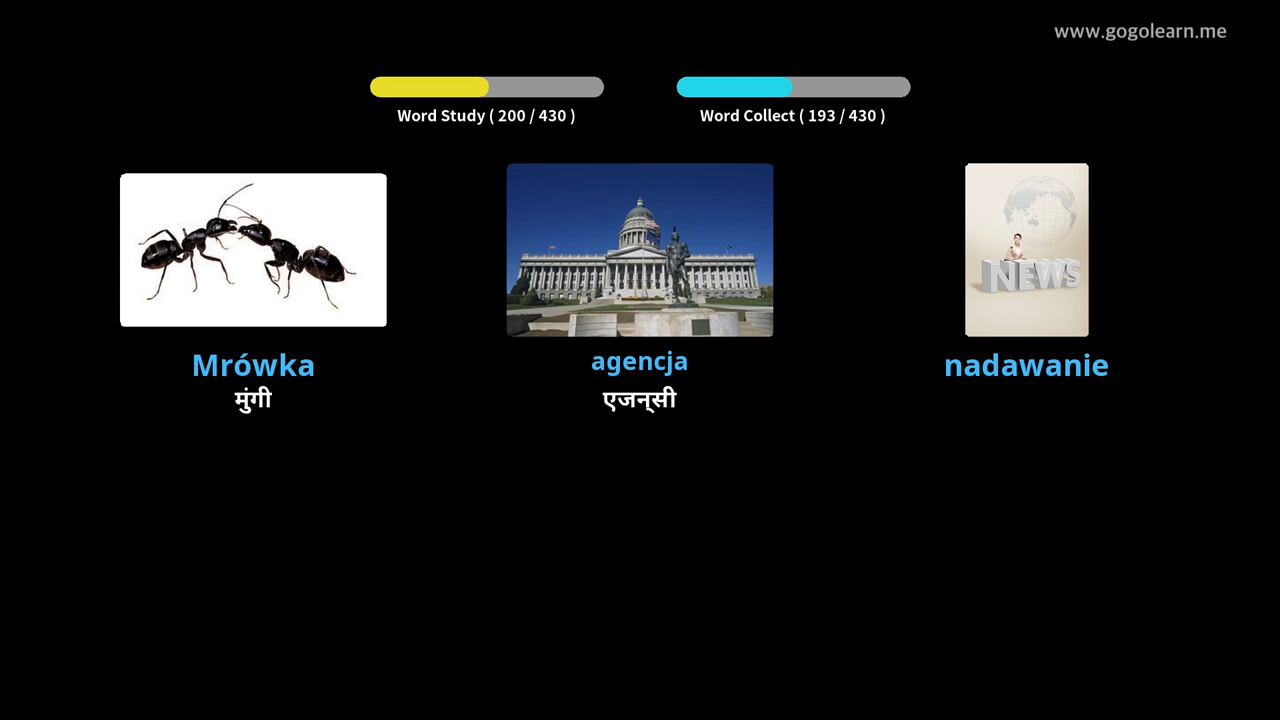 www.gogolearn.me
Word Study ( 200 / 430 )
Word Collect ( 193 / 430 )
NEWS
Mrówka
agencja
nadawanie
मुंगी
एजन्सी